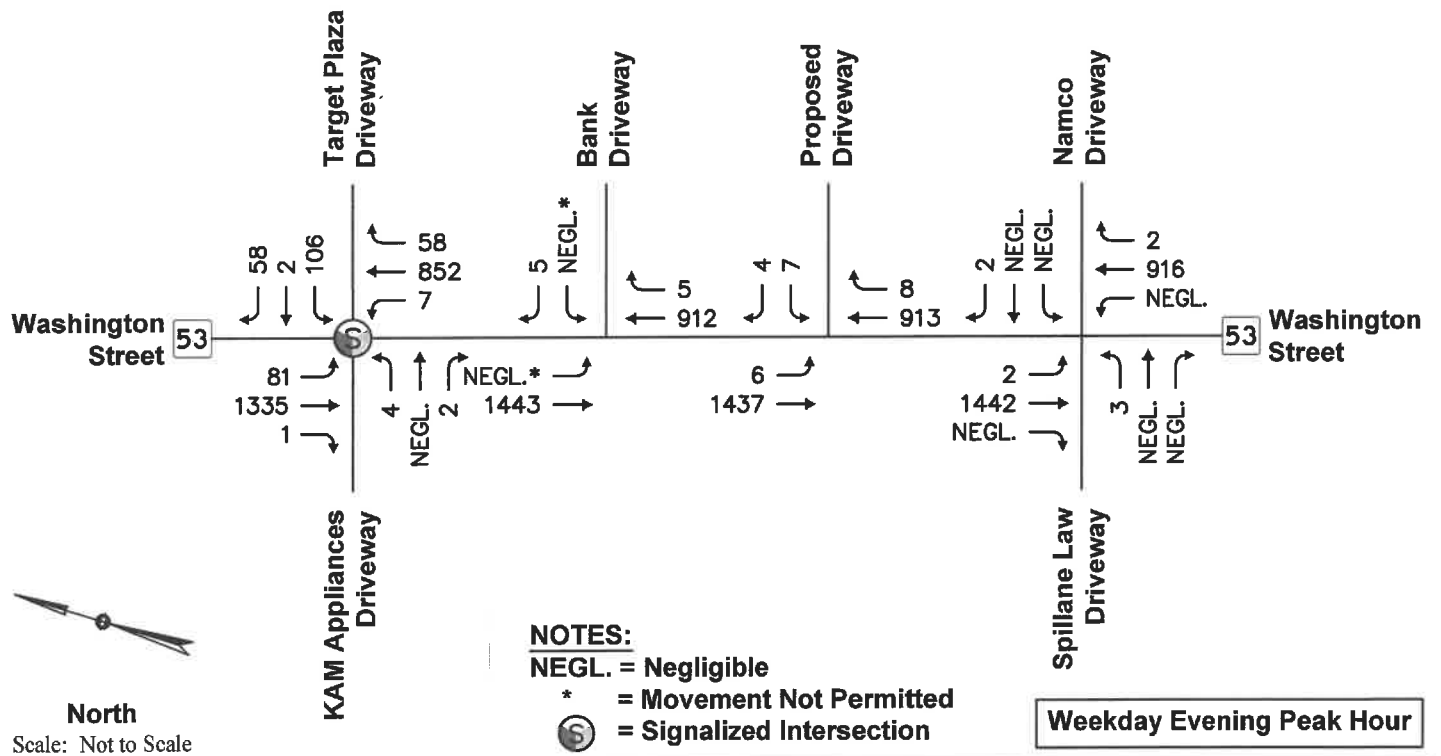 Target Plaza
Driveway
Bank
Driveway
Proposed
Driveway
Namco
Driveway
58
2
106
58
852
7
5
NEGL.*
5
912
4
7
8
913
2
NEGL.
NEGL.
2
916
NEGL.
Washington
Street
53
S
53
Washington
Street
81
1335
1
4
NEGL.
2
NEGL.*
1443
6
1437
2
1442
NEGL.
3
NEGL.
NEGL.
KAM Appliances
Driveway
Spillane Law
Driveway
North
Scale: Not to Scale
NOTES:
NEGL. = Negligible
* = Movement Not Permitted
S = Signalized Intersection
Weekday Evening Peak Hour